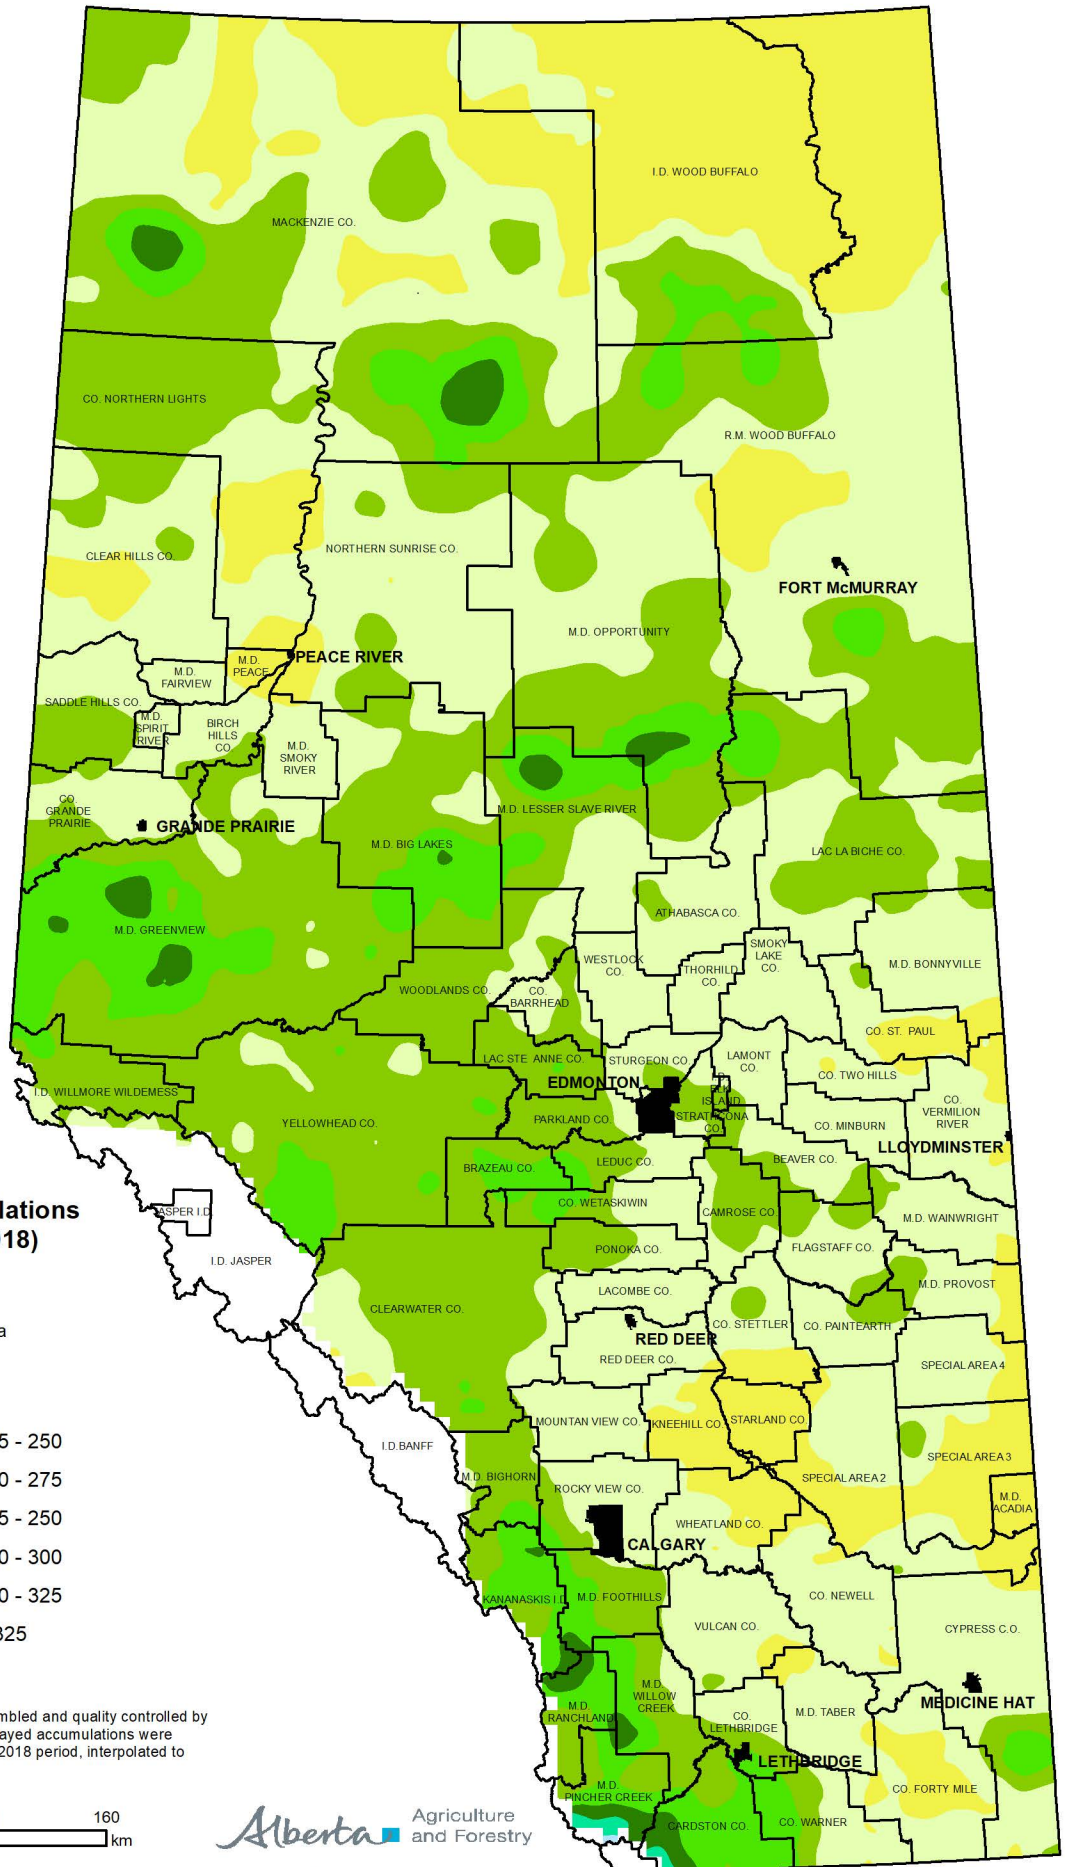 I.D. WOOD BUFFALO
MACKENZIE CO.
CO. NORTHERN LIGHTS
R.M. WOOD BUFFALO
CLEAR HILLS CO.
NORTHERN SUNRISE CO.
FORT McMURRAY
M.D. OPPORTUNITY
PEACE RIVER
M.D.
PEACE
M.D.
FAIRVIEW
SADDLE HILLS CO.
M.D.
SPIRIT
RIVER
BIRCH
HILLS
CO.
M.D.
SMOKY
RIVER
CO.
GRANDE
PRAIRIE
GRANDE PRAIRIE
M.D. LESSER SLAVE RIVER
M.D. BIG LAKES
LAC LA BICHE CO.
M.D. GREENVIEW
ATHABASCA CO.
WESTLOCK
CO.
SMOKY
LAKE
CO.
THORHILD
CO.
M.D. BONNYVILLE
WOODLANDS CO.
CO.
BARRHEAD
CO. ST. PAUL
LAC STE ANNE CO.
STURGEON CO.
LAMONT
CO.
CO. TWO HILLS
EDMONTON
I.D.
ELK
ISLAND
I.D. WILLMORE WILDEMESS
CO.
VERMILION
RIVER
YELLOWHEAD CO.
PARKLAND CO.
STRATHCONA
CO.
CO. MINBURN
LLOYDMINSTER
BRAZEAU CO.
LEDUC CO.
BEAVER CO.
CO. WETASKIWIN
CAMROSE CO.
M.D. WAINWRIGHT
lations
18)
ASPER I.D.
I.D. JASPER
PONOKA CO.
FLAGSTAFF CO.
M.D. PROVOST
LACOMBE CO.
CLEARWATER CO.
a
RED DEER
CO. STETTLER
CO. PAINTEARTH
RED DEER CO.
SPECIAL AREA 4
MOUNTAN VIEW CO.
KNEEHILL CO.
STARLAND CO.
I.D.BANFF
5 - 250
SPECIAL AREA 3
M.D. BIGHORN
SPECIAL AREA 2
0 - 275
ROCKY VIEW CO.
M.D.
ACADIA
5 - 250
WHEATLAND CO.
CALGARY
0 - 300
KANANASKIS I.D.
M.D. FOOTHILLS
CO. NEWELL
0 - 325
VULCAN CO.
CYPRESS C.O.
325
M.D.
WILLOW
CREEK
MEDICINE HAT
M.D.
RANCHLAND
CO.
LETHBRIDGE
M.D. TABER
mbled and quality controlled by
ayed accumulations were
2018 period, interpolated to
LETHBRIDGE
M.D.
PINCHER CREEK
CO. FORTY MILE
160
km
Alberta
Agriculture
and Forestry
CARDSTON CO.
CO. WARNER